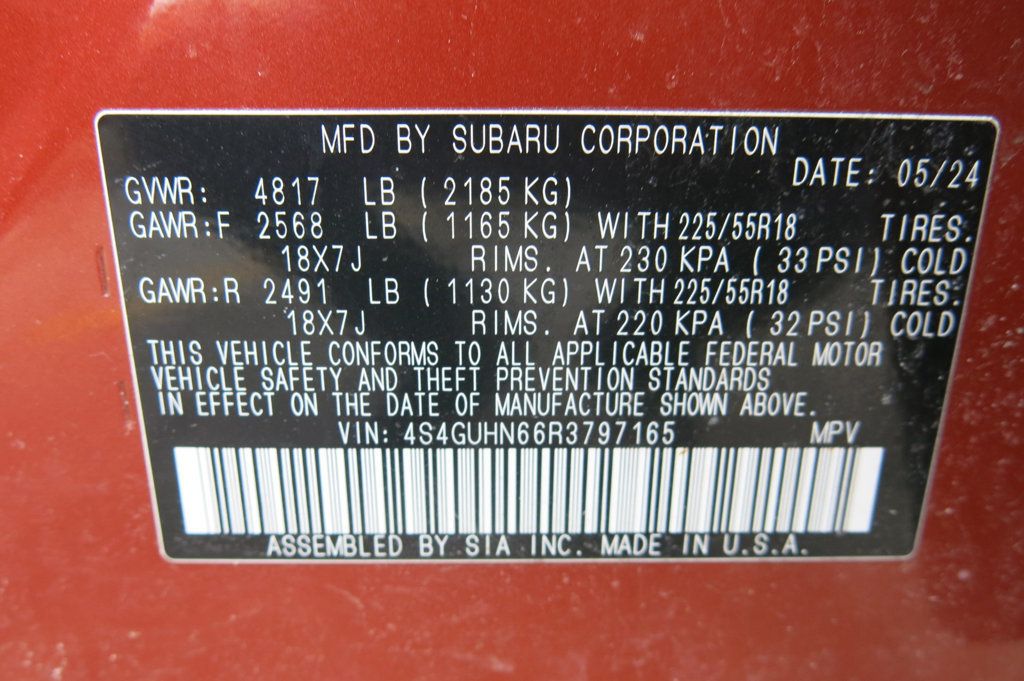 MFD BY SUBARU CORPORATION
DATE: 05/24
GVWR: 4817 LB ( 2185 KG)
GAWR:F 2568 LB ( 1165 KG) WITH 225/55R18 TIRES.
18X7J RIMS. AT 230 KPA ( 33 PSI) COLD
GAWR:R 2491 LB ( 1130 KG) WITH 225/55R18 TIRES.
18X7J RIMS. AT 220 KPA ( 32 PSI) COLD
THIS VEHICLE CONFORMS TO ALL APPLICABLE FEDERAL MOTOR
VEHICLE SAFETY AND THEFT PREVENTION STANDARDS
IN EFFECT ON THE DATE OF MANUFACTURE SHOWN ABOVE.
VIN: 4S4GUHN66R3797165 MPV
ASSEMBLED BY SIA INC. MADE IN U.S.A.